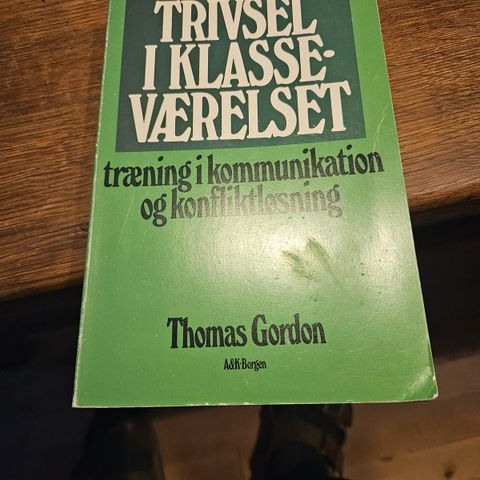 TRIVSEL
I KLASSE-
VÆRELSET
træning i kommunikation
og konfliktløsning
Thomas Gordon
A&K-Borgen